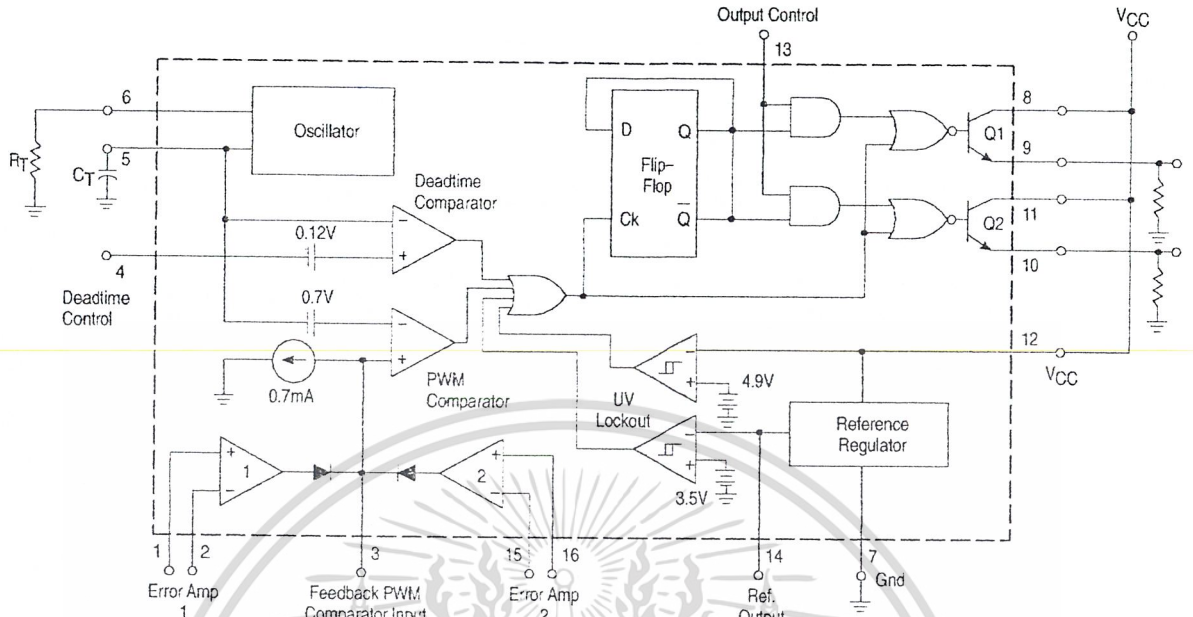 Output Control
13
VCC
6
Oscillator
RT
5
CT
D
Q
Flip-
Flop
Ck
Q
8
Q1
9
11
Q2
10
Deadtime
Comparator
0.12V
4
Deadtime
Control
0.7V
0.7mA
PWM
Comparator
UV
Lockout
4.9V
3.5V
12
VCC
Reference
Regulator
+
1
-
+
2
-
1
2
3
15
16
14
7
Gnd
Error Amp
1
Feedback PWM
Comparator Input
Error Amp
2
Ref.
Output